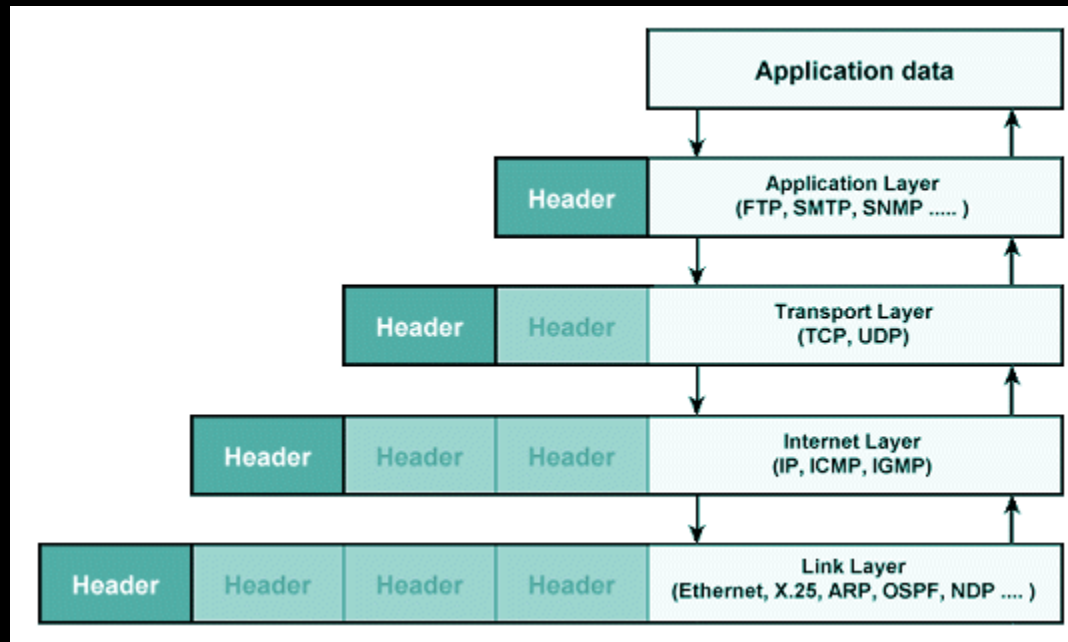 Application data
Header
Application Layer
(FTP, SMTP, SNMP ..... )
Header Header
Transport Layer
(TCP, UDP)
Header Header Header
Internet Layer
(IP, ICMP, IGMP)
Header Header Header Header
Link Layer
(Ethernet, X.25, ARP, OSPF, NDP .... )